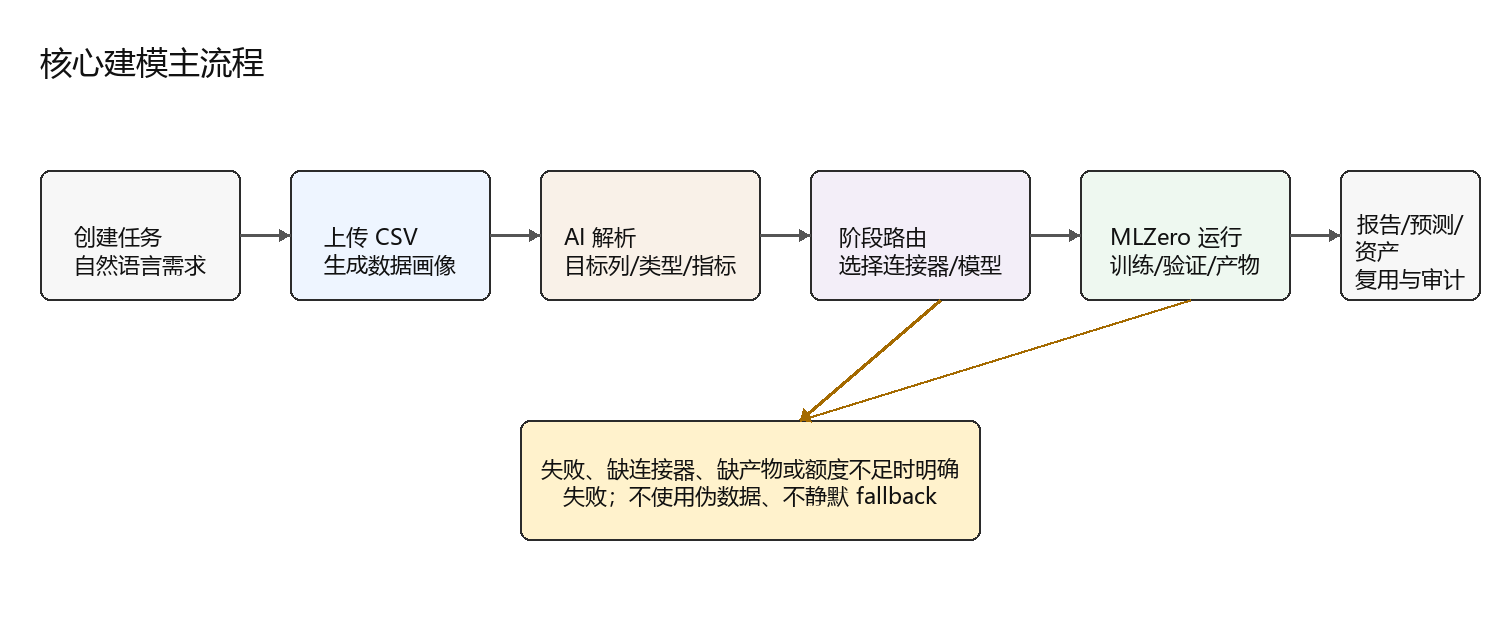 核心建模主流程
创建任务
自然语言需求
上传 CSV
生成数据画像
AI 解析
目标列/类型/指标
阶段路由
选择连接器/模型
MLZero 运行
训练/验证/产物
报告/预测/
资产
复用与审计
失败、缺连接器、缺产物或额度不足时明确
失败；不使用伪数据、不静默 fallback